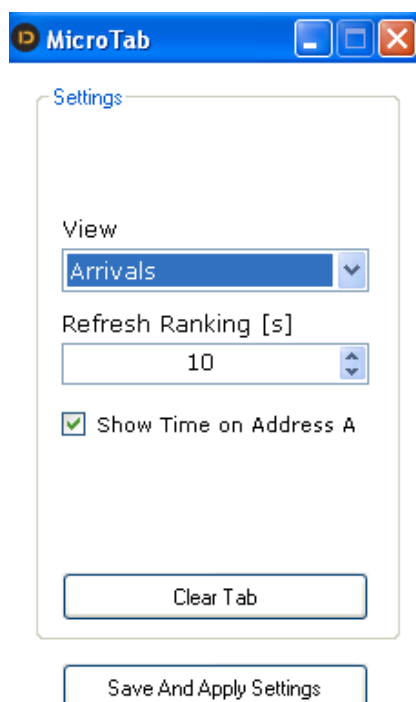 MicroTab
Settings
View
Arrivals
Refresh Ranking [s]
10
Show Time on Address A
Clear Tab
Save And Apply Settings